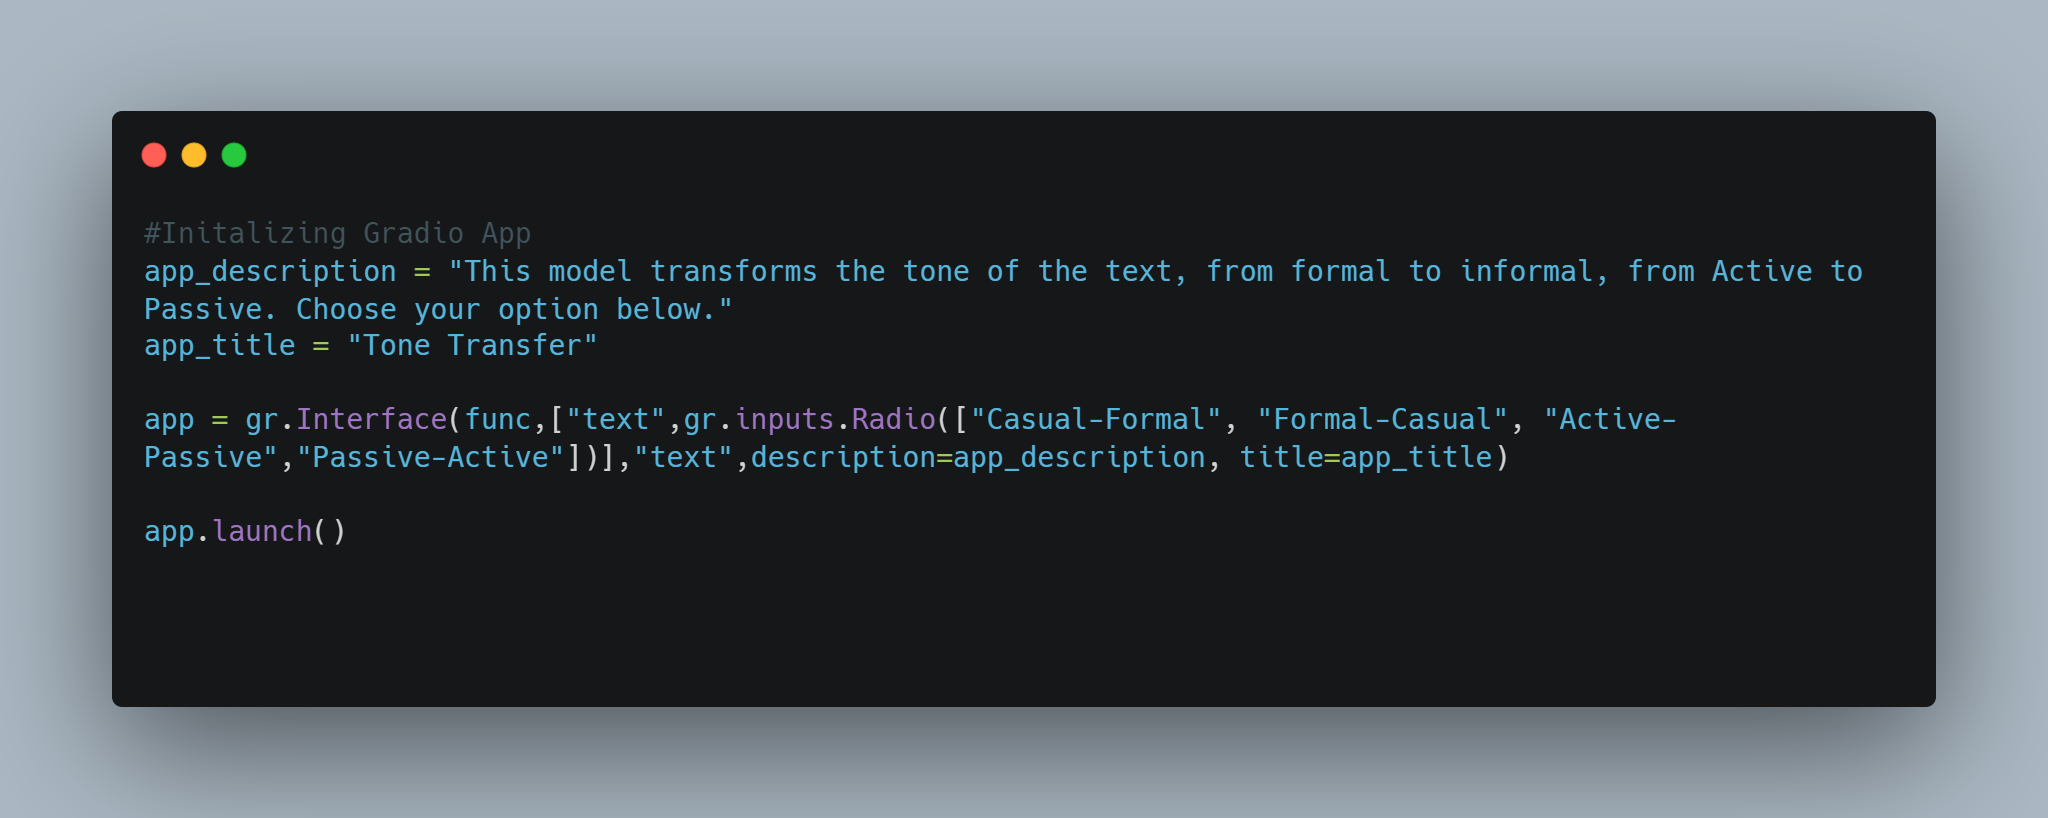 #Initalizing Gradio App
app_description = "This model transforms the tone of the text, from formal to informal, from Active to
Passive. Choose your option below."
app_title = "Tone Transfer"
app = gr.Interface(func,["text",gr.inputs.Radio(["Casual-Formal", "Formal-Casual", "Active-
Passive","Passive-Active"])],"text",description=app_description, title=app_title)
app.launch()